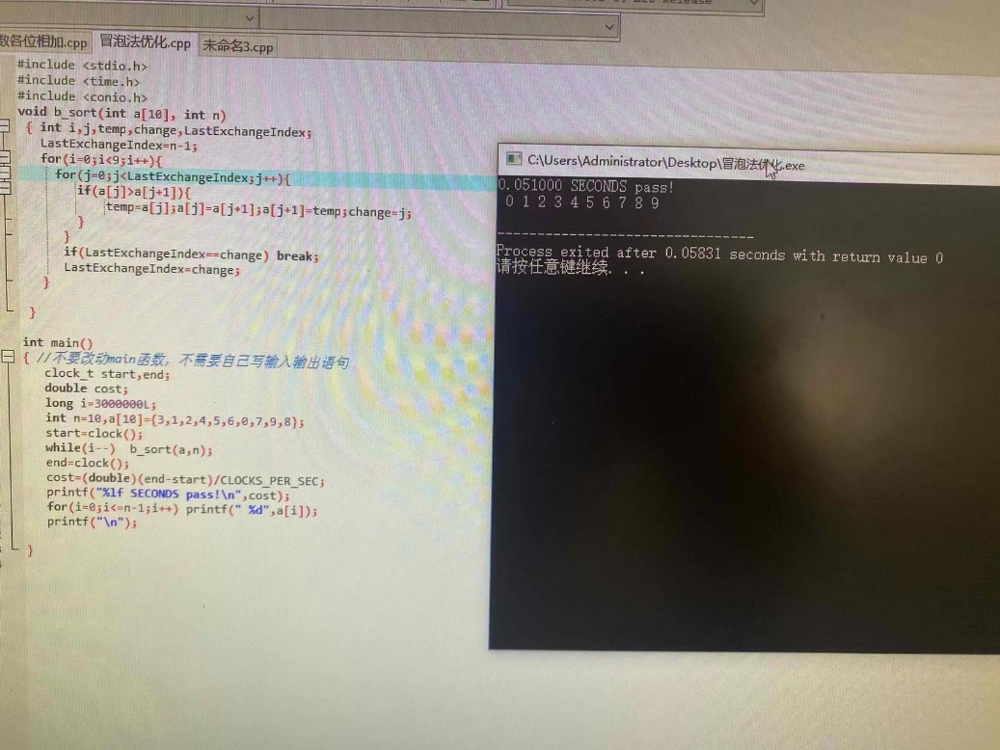 Release
数各位相加.cpp 冒泡法优化.cpp 未命名3.cpp
#include <stdio.h>
#include <time.h>
#include <conio.h>
void b_sort(int a[10], int n)
{ int i,j,temp,change,LastExchangeIndex;
LastExchangeIndex=n-1;
for(i=0;i<9;i++){
for(j=0;j<LastExchangeIndex;j++){
if(a[j]>a[j+1]){
temp=a[j];a[j]=a[j+1];a[j+1]=temp;change=j;
}
}
if(LastExchangeIndex==change) break;
LastExchangeIndex=change;
}
}
int main()
{ //不要改动main函数，不需要自己写输入输出语句
clock_t start,end;
double cost;
long i=3000000L;
int n=10,a[10]={3,1,2,4,5,6,0,7,9,8};
start=clock();
while(i--) b_sort(a,n);
end=clock();
cost=(double)(end-start)/CLOCKS_PER_SEC;
printf("%lf SECONDS pass!\n",cost);
for(i=0;i<=n-1;i++) printf(" %d",a[i]);
printf("\n");
}
C:\Users\Administrator\Desktop\冒泡法优化.exe
0.051000 SECONDS pass!
0 1 2 3 4 5 6 7 8 9
--------------------------------
Process exited after 0.05831 seconds with return value 0
请按任意键继续. . .